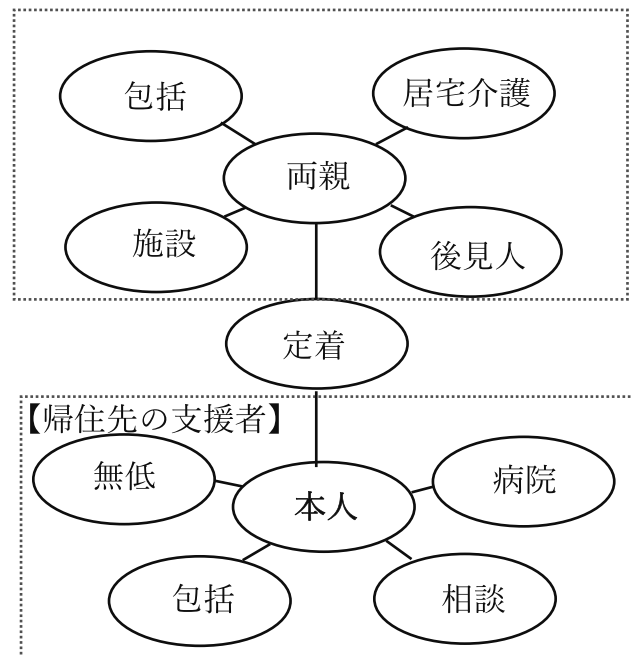 包括
居宅介護
両親
施設
後見人
定着
【帰住先の支援者】
無低
病院
本人
包括
相談